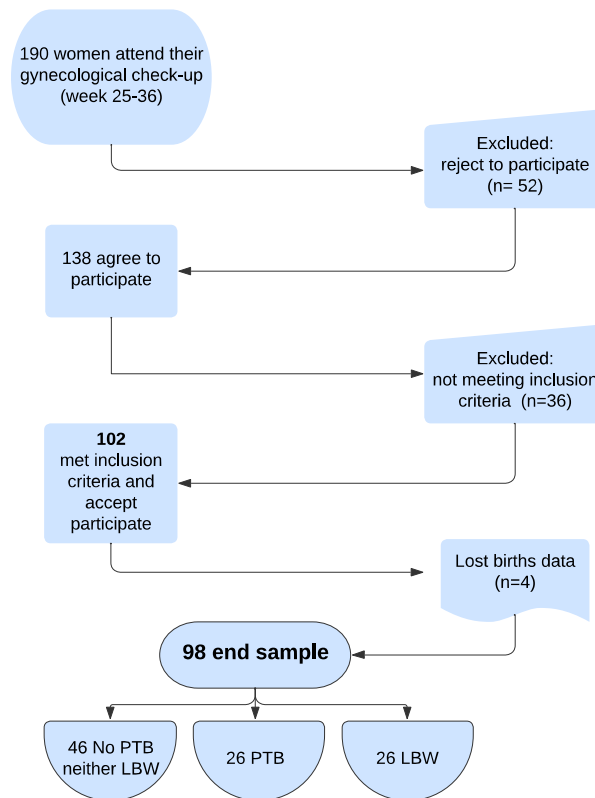 190 women attend their
gynecological check-up
(week 25-36)
Excluded:
reject to participate
(n= 52)
138 agree to
participate
Excluded:
not meeting inclusion
criteria (n=36)
102
met inclusion
criteria and
accept
participate
Lost births data
(n=4)
98 end sample
46 No PTB
neither LBW
26 PTB
26 LBW